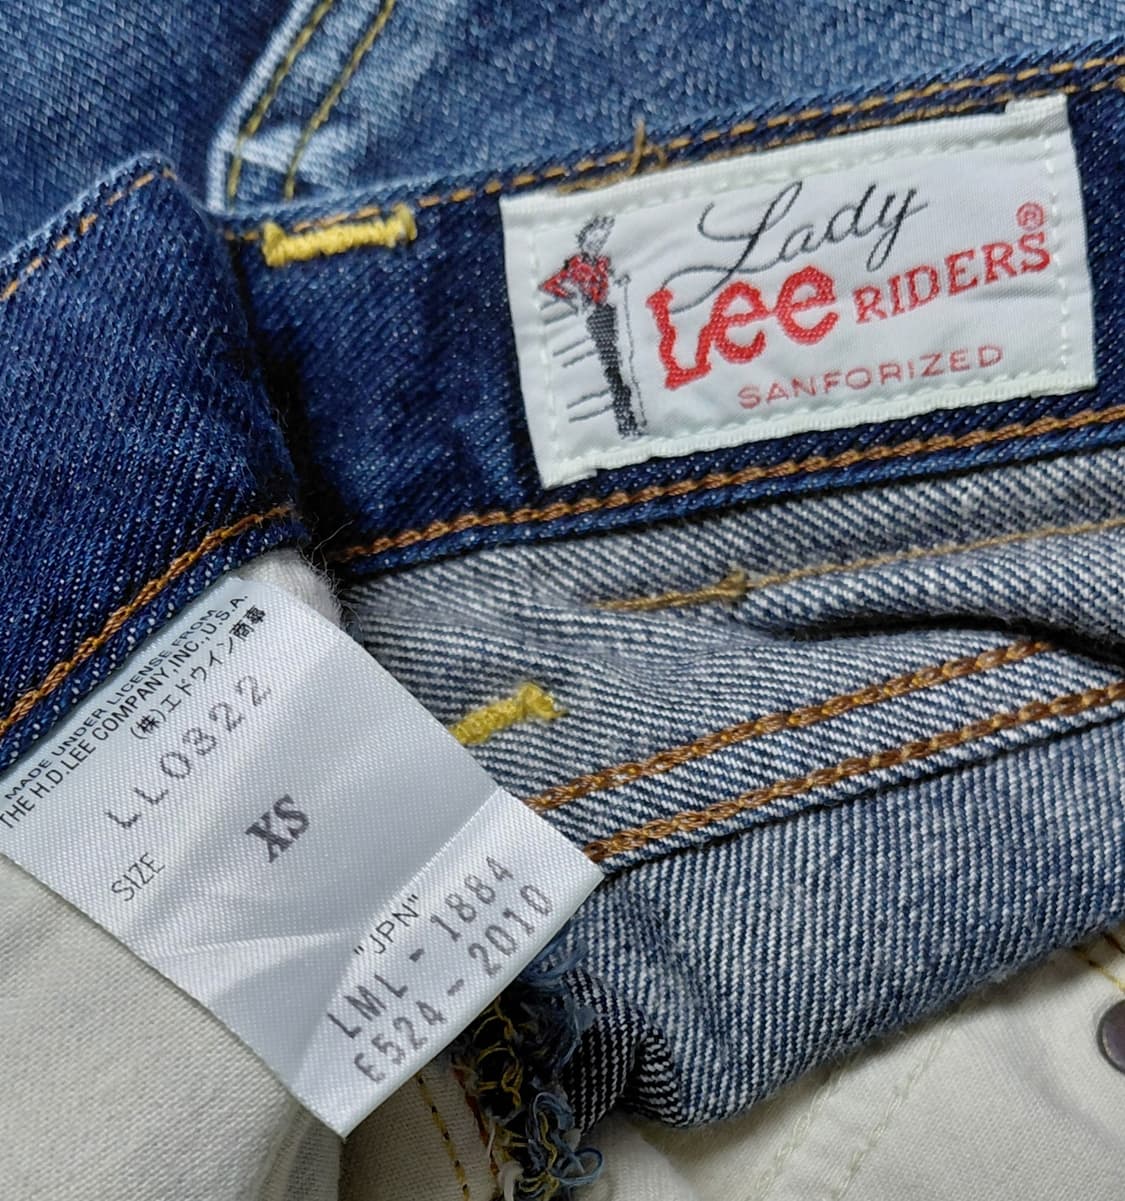 Lady
Lee RIDERS®
SANFORIZED
MADE UNDER LICENSE FROM
THE H.D.LEE COMPANY,INC.,U.S.A.
(株)エドウイン商事
LL0322
SIZE XS
"JPN"
LML-1884
E524-2010